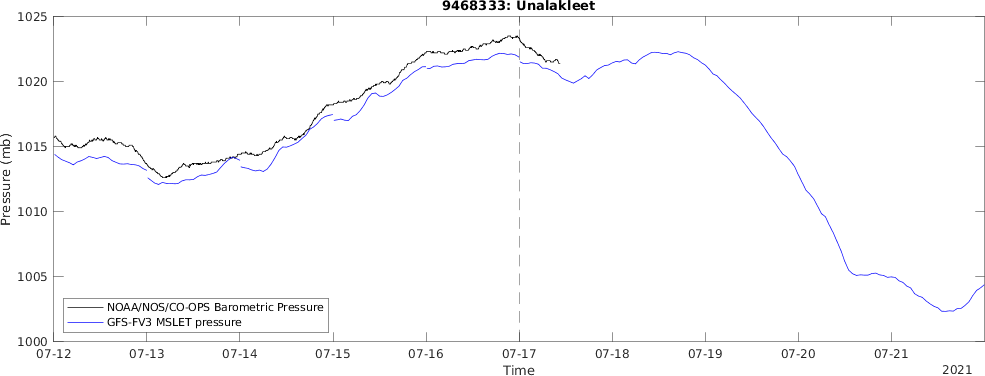 9468333: Unalakleet
Pressure (mb)
1025
1020
1015
1010
1005
1000
NOAA/NOS/CO-OPS Barometric Pressure
GFS-FV3 MSLET pressure
07-12 07-13 07-14 07-15 07-16 07-17 07-18 07-19 07-20 07-21
Time
2021